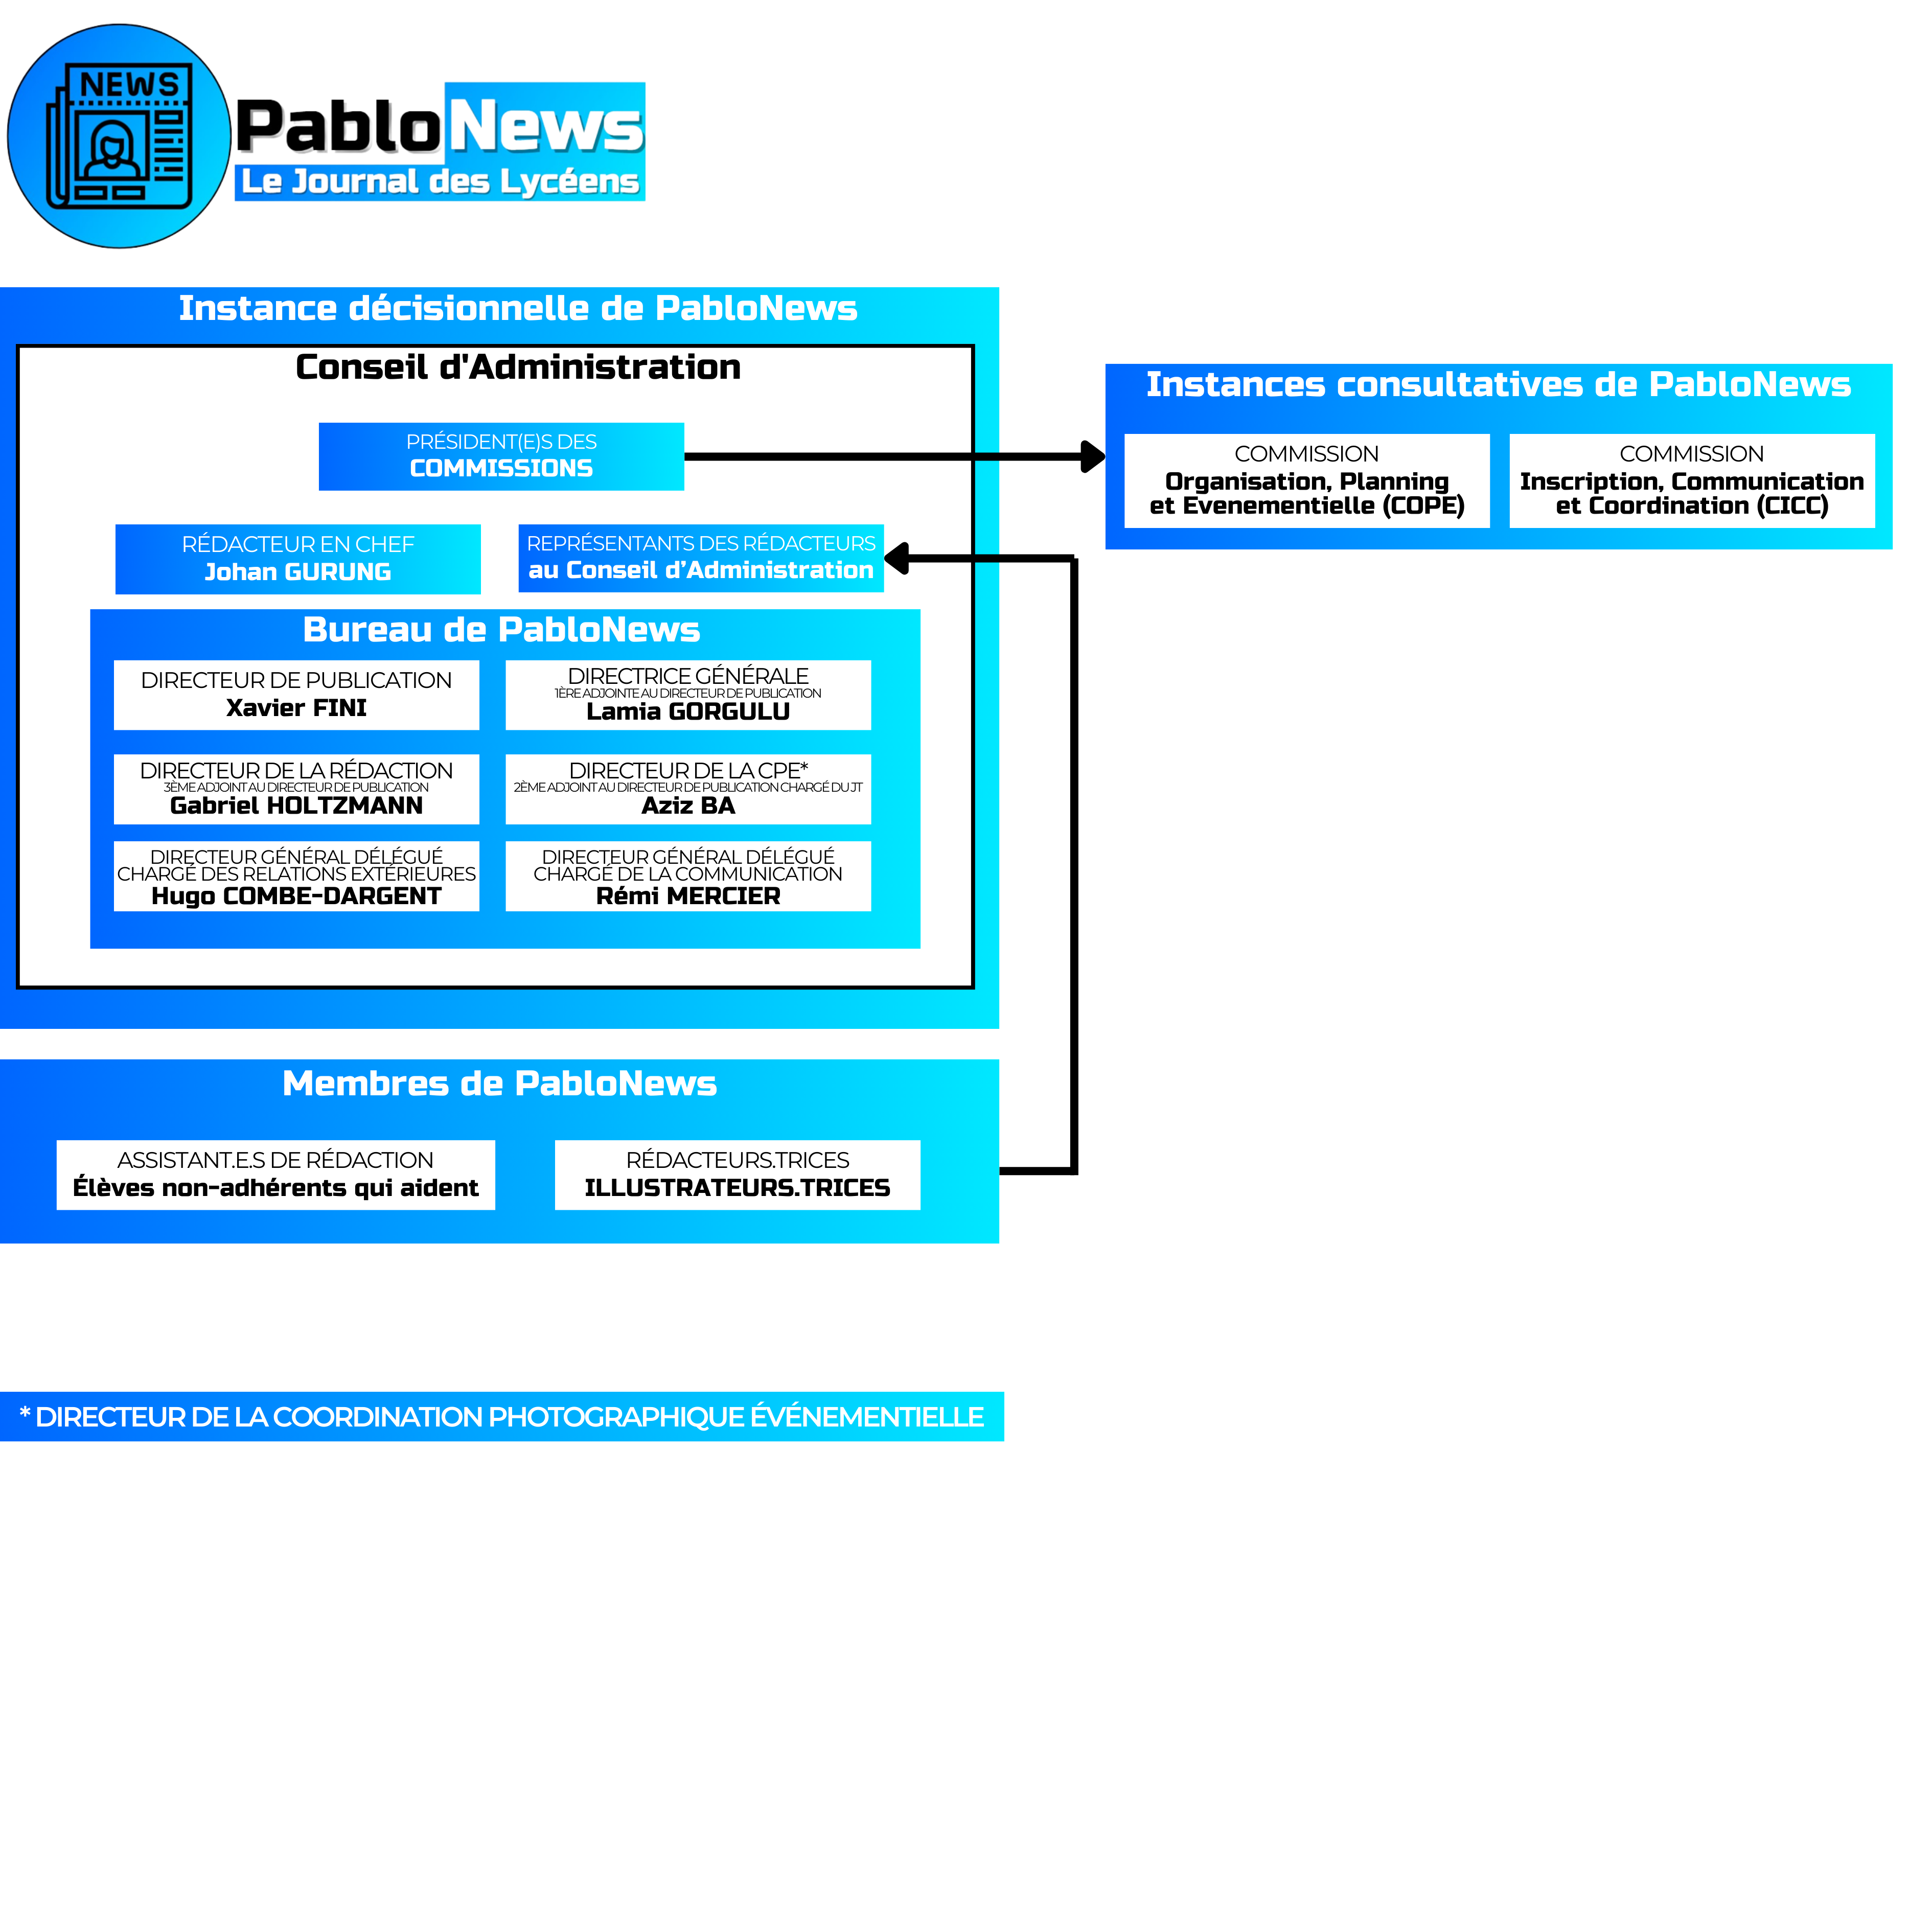 NEWS
PabloNews
Le Journal des Lycéens
Instance décisionnelle de PabloNews
Conseil d'Administration
PRÉSIDENT(E)S DES
COMMISSIONS
RÉDACTEUR EN CHEF
Johan GURUNG
REPRÉSENTANTS DES RÉDACTEURS
au Conseil d'Administration
Bureau de PabloNews
DIRECTEUR DE PUBLICATION
Xavier FINI
DIRECTRICE GÉNÉRALE
1ÈRE ADJOINTE AU DIRECTEUR DE PUBLICATION
Lamia GORGULU
DIRECTEUR DE LA RÉDACTION
3ÈME ADJOINT AU DIRECTEUR DE PUBLICATION
Gabriel HOLTZMANN
DIRECTEUR DE LA CPE*
2ÈME ADJOINT AU DIRECTEUR DE PUBLICATION CHARGÉ DU JT
Aziz BA
DIRECTEUR GÉNÉRAL DÉLÉGUÉ
CHARGÉ DES RELATIONS EXTÉRIEURES
Hugo COMBE-DARGENT
DIRECTEUR GÉNÉRAL DÉLÉGUÉ
CHARGÉ DE LA COMMUNICATION
Rémi MERCIER
Instances consultatives de PabloNews
COMMISSION
Organisation, Planning
et Evenementielle (COPE)
COMMISSION
Inscription, Communication
et Coordination (CICC)
Membres de PabloNews
ASSISTANT.E.S DE RÉDACTION
Élèves non-adhérents qui aident
RÉDACTEURS.TRICES
ILLUSTRATEURS.TRICES
* DIRECTEUR DE LA COORDINATION PHOTOGRAPHIQUE ÉVÉNEMENTIELLE